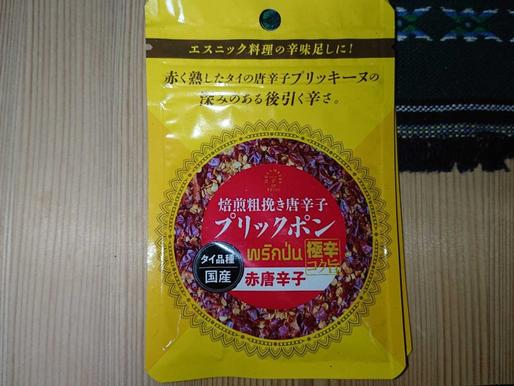 エスニック料理の辛味足しに!
赤く熟したタイの唐辛子プリッキーヌの
深みのある後引く辛さ。
焙煎粗挽き唐辛子
プリックポン
พริกป่น
極辛
コク旨
タイ品種
国産
赤唐辛子